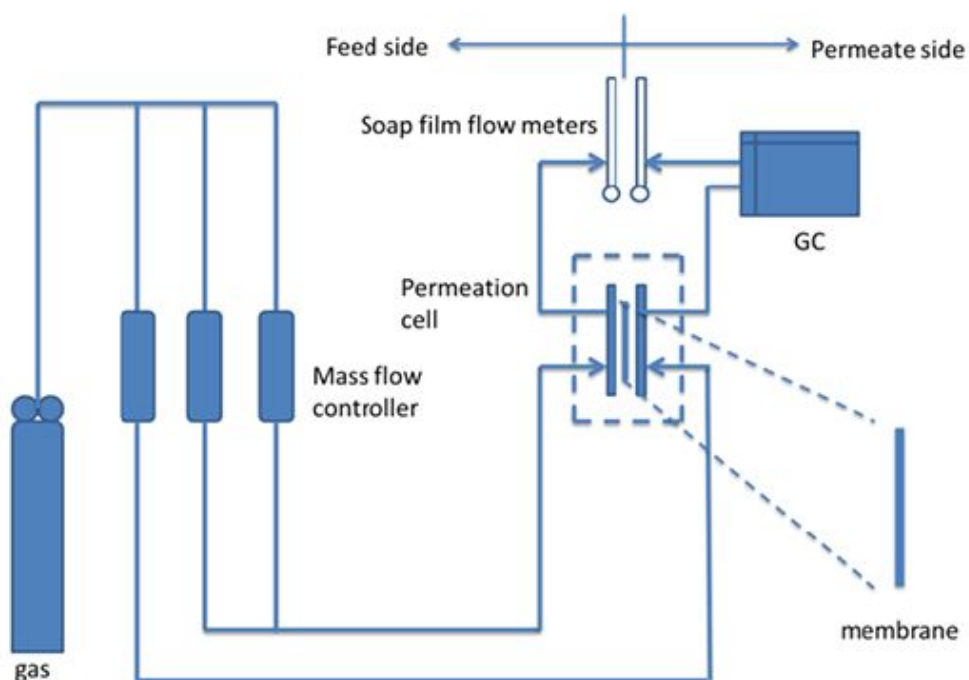 Feed side
Permeate side
Soap film flow meters
GC
Permeation
cell
Mass flow
controller
membrane
gas